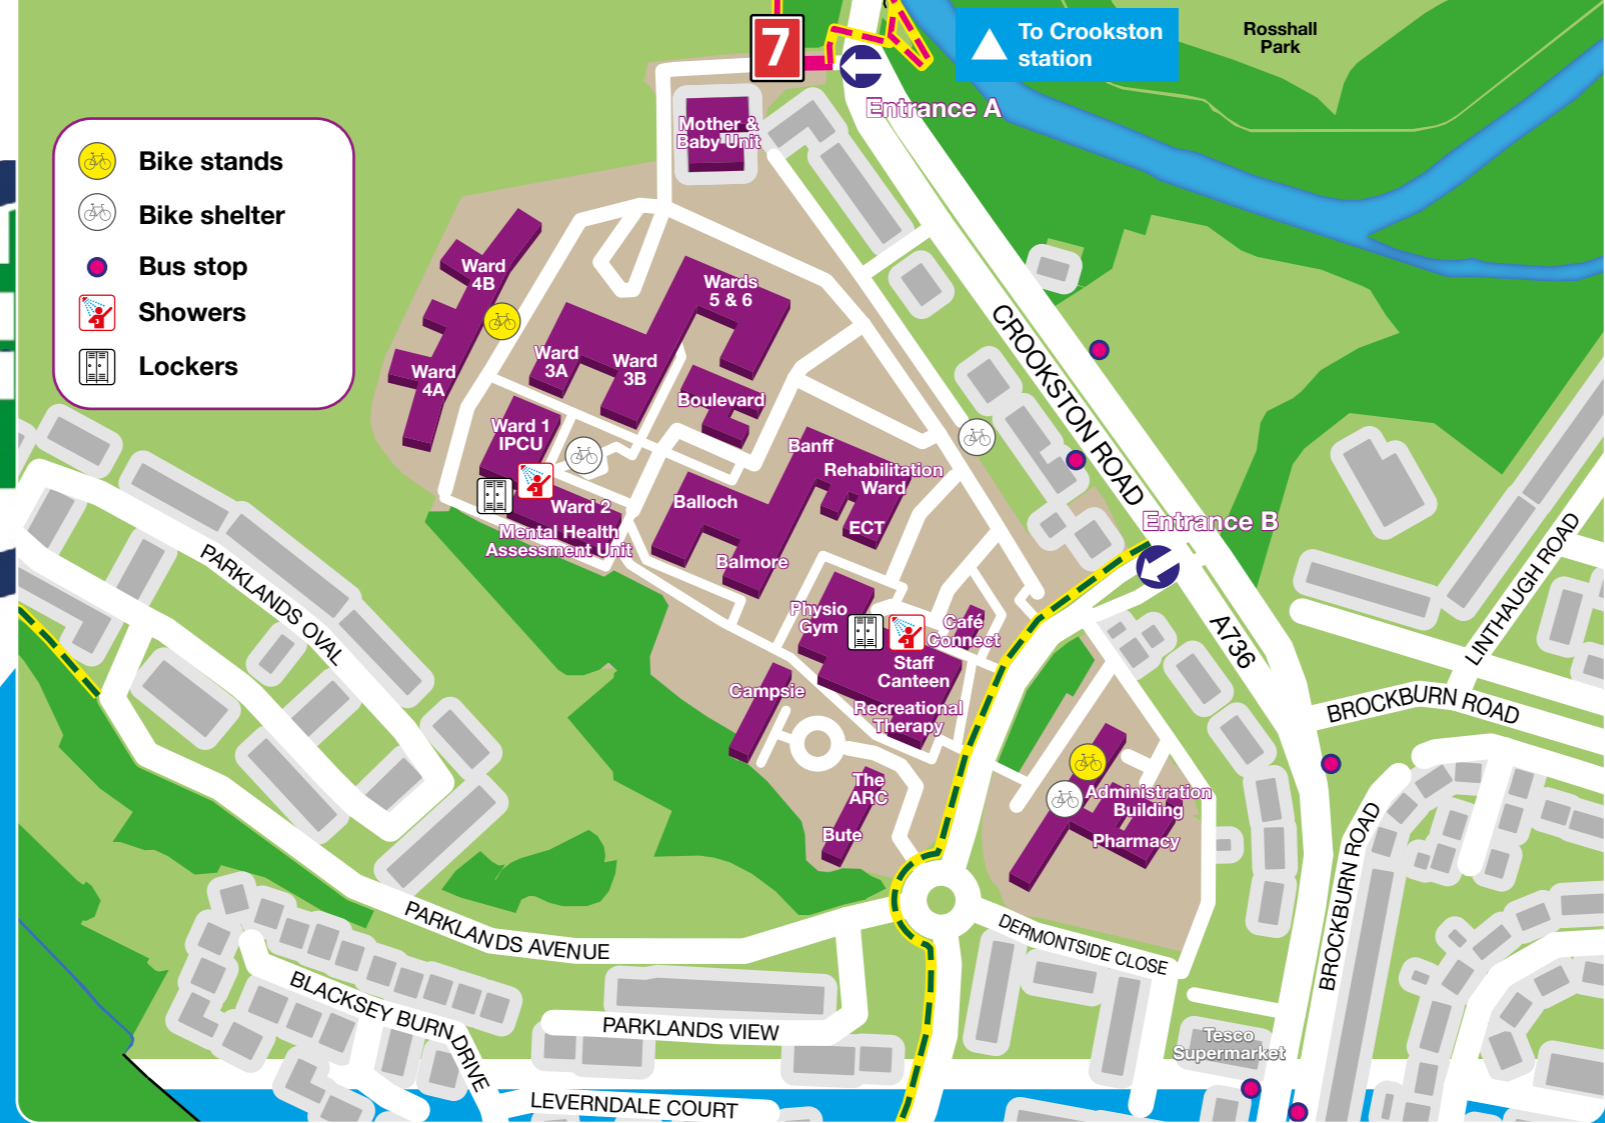 7
To Crookston
station
Rosshall
Park
Entrance A
Mother &
Baby Unit
Bike stands
Bike shelter
Bus stop
Showers
Lockers
Ward
4B
Wards
5 & 6
Ward
3A
Ward
3B
Ward
4A
Boulevard
CROOKSTON ROAD
Ward 1
IPCU
Banff
Rehabilitation
Ward
Balloch
Ward 2
ECT
Mental Health
Assessment Unit
Balmore
Entrance B
PARKLANDS OVAL
LINTHAUGH ROAD
Physio
Gym
Café
Connect
A736
Staff
Canteen
Campsie
Recreational
Therapy
BROCKBURN ROAD
The
ARC
Administration
Building
Bute
Pharmacy
BROCKBURN ROAD
PARKLANDS AVENUE
DERMONTSIDE CLOSE
BLACKSEY BURN DRIVE
PARKLANDS VIEW
Tesco
Supermarket
LEVERNDALE COURT